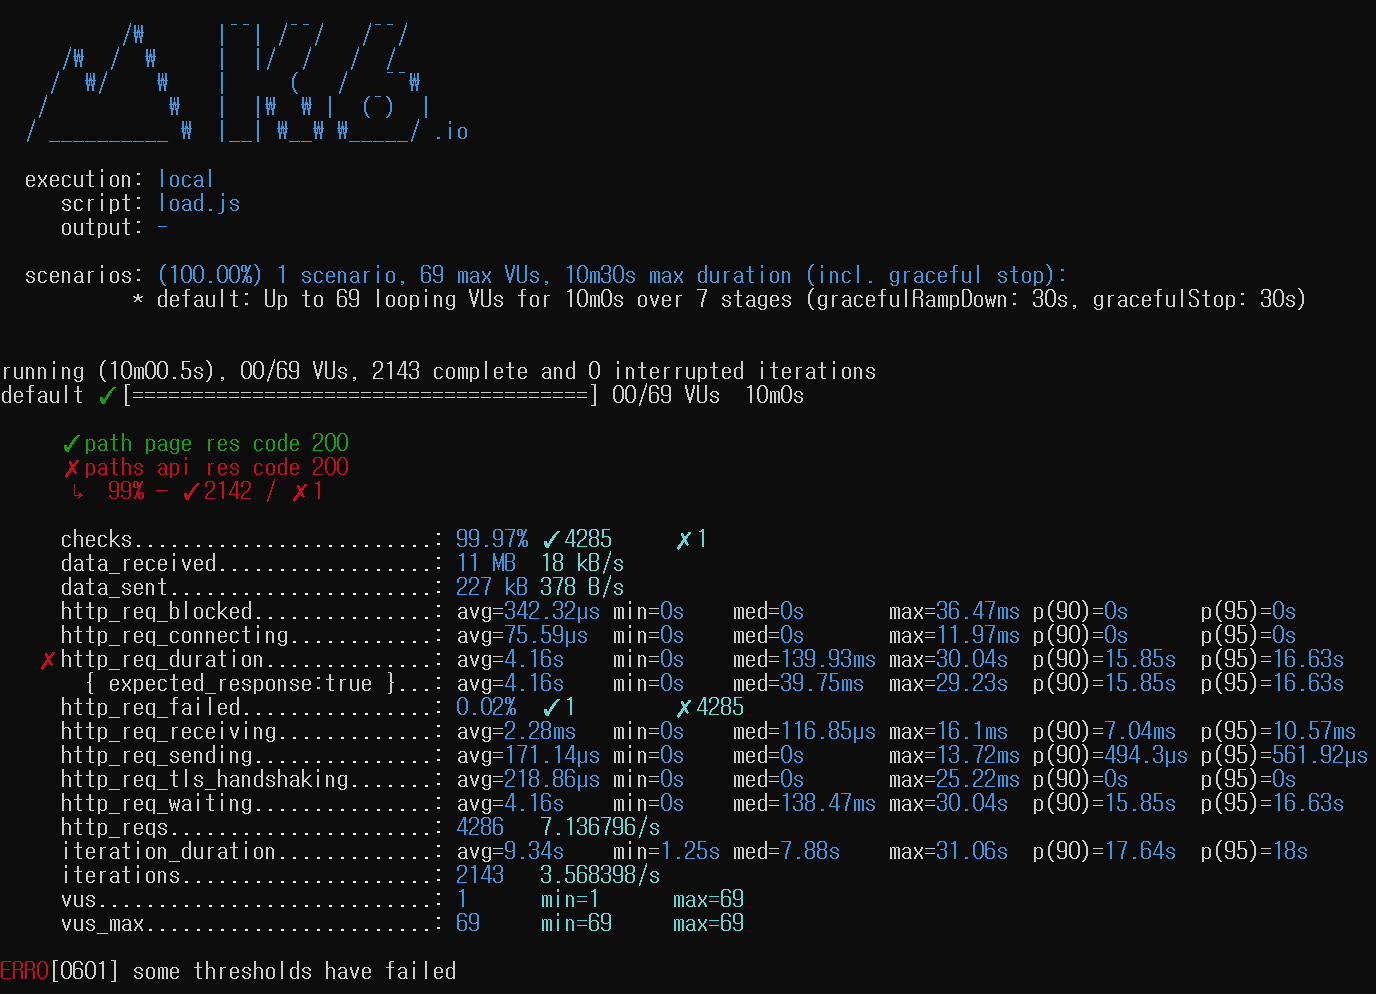 /₩ |‾‾| /‾‾/ /‾‾/
/₩ / ₩ | |/ / / /
/ ₩/ ₩ | ( / ‾‾₩
/ ₩ | |₩ ₩ | (‾) |
/ __________ ₩ |__| ₩__₩ ₩_____/ .io
execution: local
script: load.js
output: -
scenarios: (100.00%) 1 scenario, 69 max VUs, 10m30s max duration (incl. graceful stop):
* default: Up to 69 looping VUs for 10m0s over 7 stages (gracefulRampDown: 30s, gracefulStop: 30s)
running (10m00.5s), 00/69 VUs, 2143 complete and 0 interrupted iterations
default ✓ [======================================] 00/69 VUs 10m0s
✓ path page res code 200
✗ paths api res code 200
↳ 99% — ✓ 2142 / ✗ 1
checks.........................: 99.97% ✓ 4285 ✗ 1
data_received..................: 11 MB 18 kB/s
data_sent......................: 227 kB 378 B/s
http_req_blocked...............: avg=342.32µs min=0s med=0s max=36.47ms p(90)=0s p(95)=0s
http_req_connecting............: avg=75.59µs min=0s med=0s max=11.97ms p(90)=0s p(95)=0s
✗ http_req_duration..............: avg=4.16s min=0s med=139.93ms max=30.04s p(90)=15.85s p(95)=16.63s
{ expected_response:true }...: avg=4.16s min=0s med=39.75ms max=29.23s p(90)=15.85s p(95)=16.63s
http_req_failed................: 0.02% ✓ 1 ✗ 4285
http_req_receiving.............: avg=2.28ms min=0s med=116.85µs max=16.1ms p(90)=7.04ms p(95)=10.57ms
http_req_sending...............: avg=171.14µs min=0s med=0s max=13.72ms p(90)=494.3µs p(95)=561.92µs
http_req_tls_handshaking.......: avg=218.86µs min=0s med=0s max=25.22ms p(90)=0s p(95)=0s
http_req_waiting...............: avg=4.16s min=0s med=138.47ms max=30.04s p(90)=15.85s p(95)=16.63s
http_reqs......................: 4286 7.136796/s
iteration_duration.............: avg=9.34s min=1.25s med=7.88s max=31.06s p(90)=17.64s p(95)=18s
iterations.....................: 2143 3.568398/s
vus............................: 1 min=1 max=69
vus_max........................: 69 min=69 max=69
ERRO[0601] some thresholds have failed